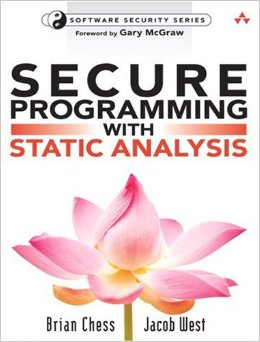 SOFTWARE SECURITY SERIES
Foreword by Gary McGraw
SECURE
PROGRAMMING
WITH
STATIC ANALYSIS
Brian Chess
Jacob West